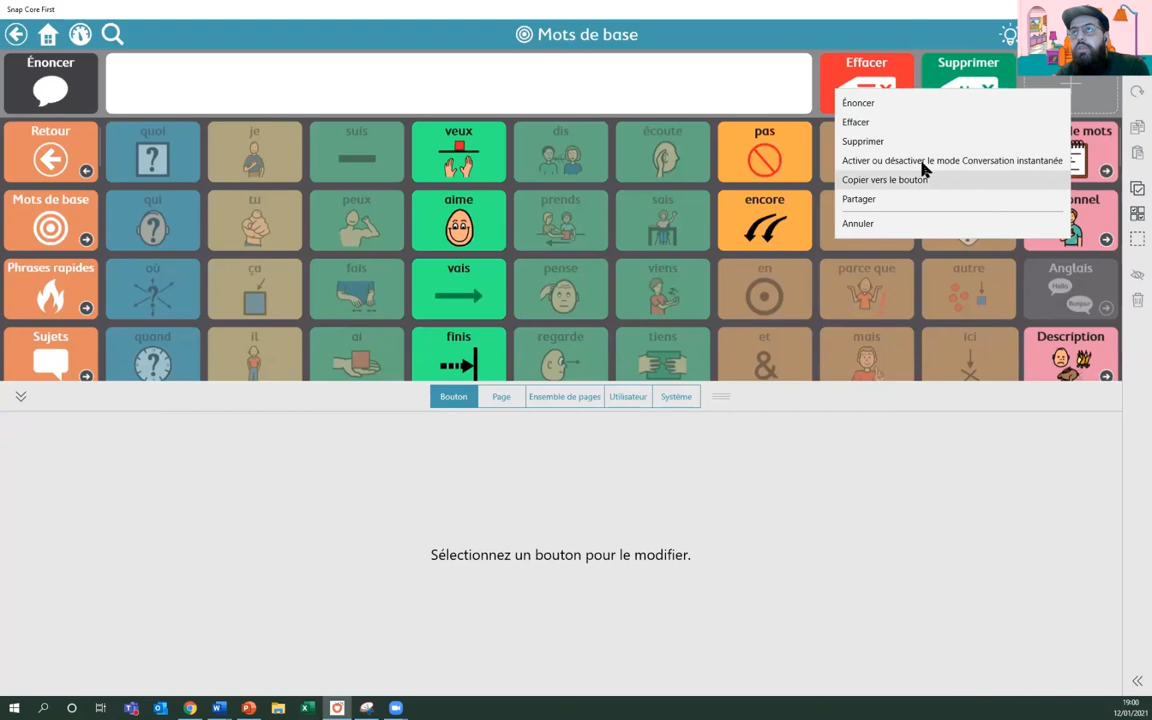 Snap Core First
Mots de base
Énoncer
Effacer
Supprimer
Énoncer
Effacer
Supprimer
Activer ou désactiver le mode Conversation instantanée
Copier vers le bouton
Partager
Annuler
Retour
quoi
je
suis
veux
dis
écoute
pas
de mots
Mots de base
qui
tu
peux
aime
prends
sais
encore
Phrases rapides
où
ça
fais
vais
pense
viens
en
parce que
autre
Anglais
Hello
Bonjour
Sujets
quand
il
ai
finis
regarde
tiens
et
mais
ici
Description
Bouton
Page
Ensemble de pages
Utilisateur
Système
Sélectionnez un bouton pour le modifier.
19:00
12/01/2021